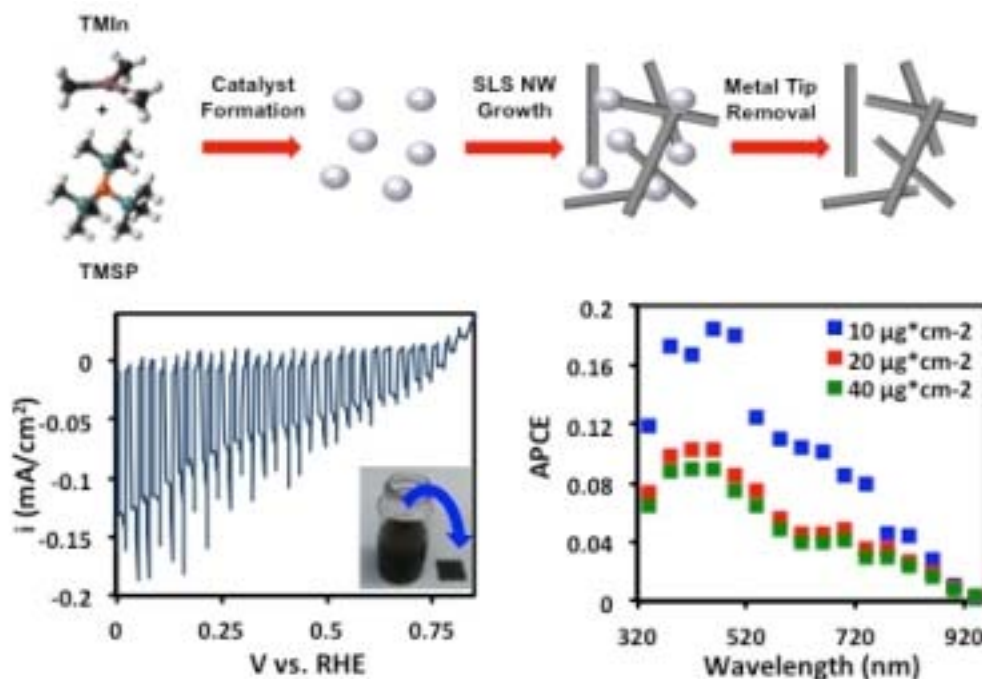 TMIn
+
TMSP
Catalyst
Formation
SLS NW
Growth
Metal Tip
Removal
0
-0.05
-0.1
-0.15
-0.2
i (mA/cm²)
0
0.25
0.5
0.75
V vs. RHE
0.2
0.16
0.12
0.08
0.04
0
APCE
10 µg*cm-2
20 µg*cm-2
40 µg*cm-2
320
520
720
920
Wavelength (nm)